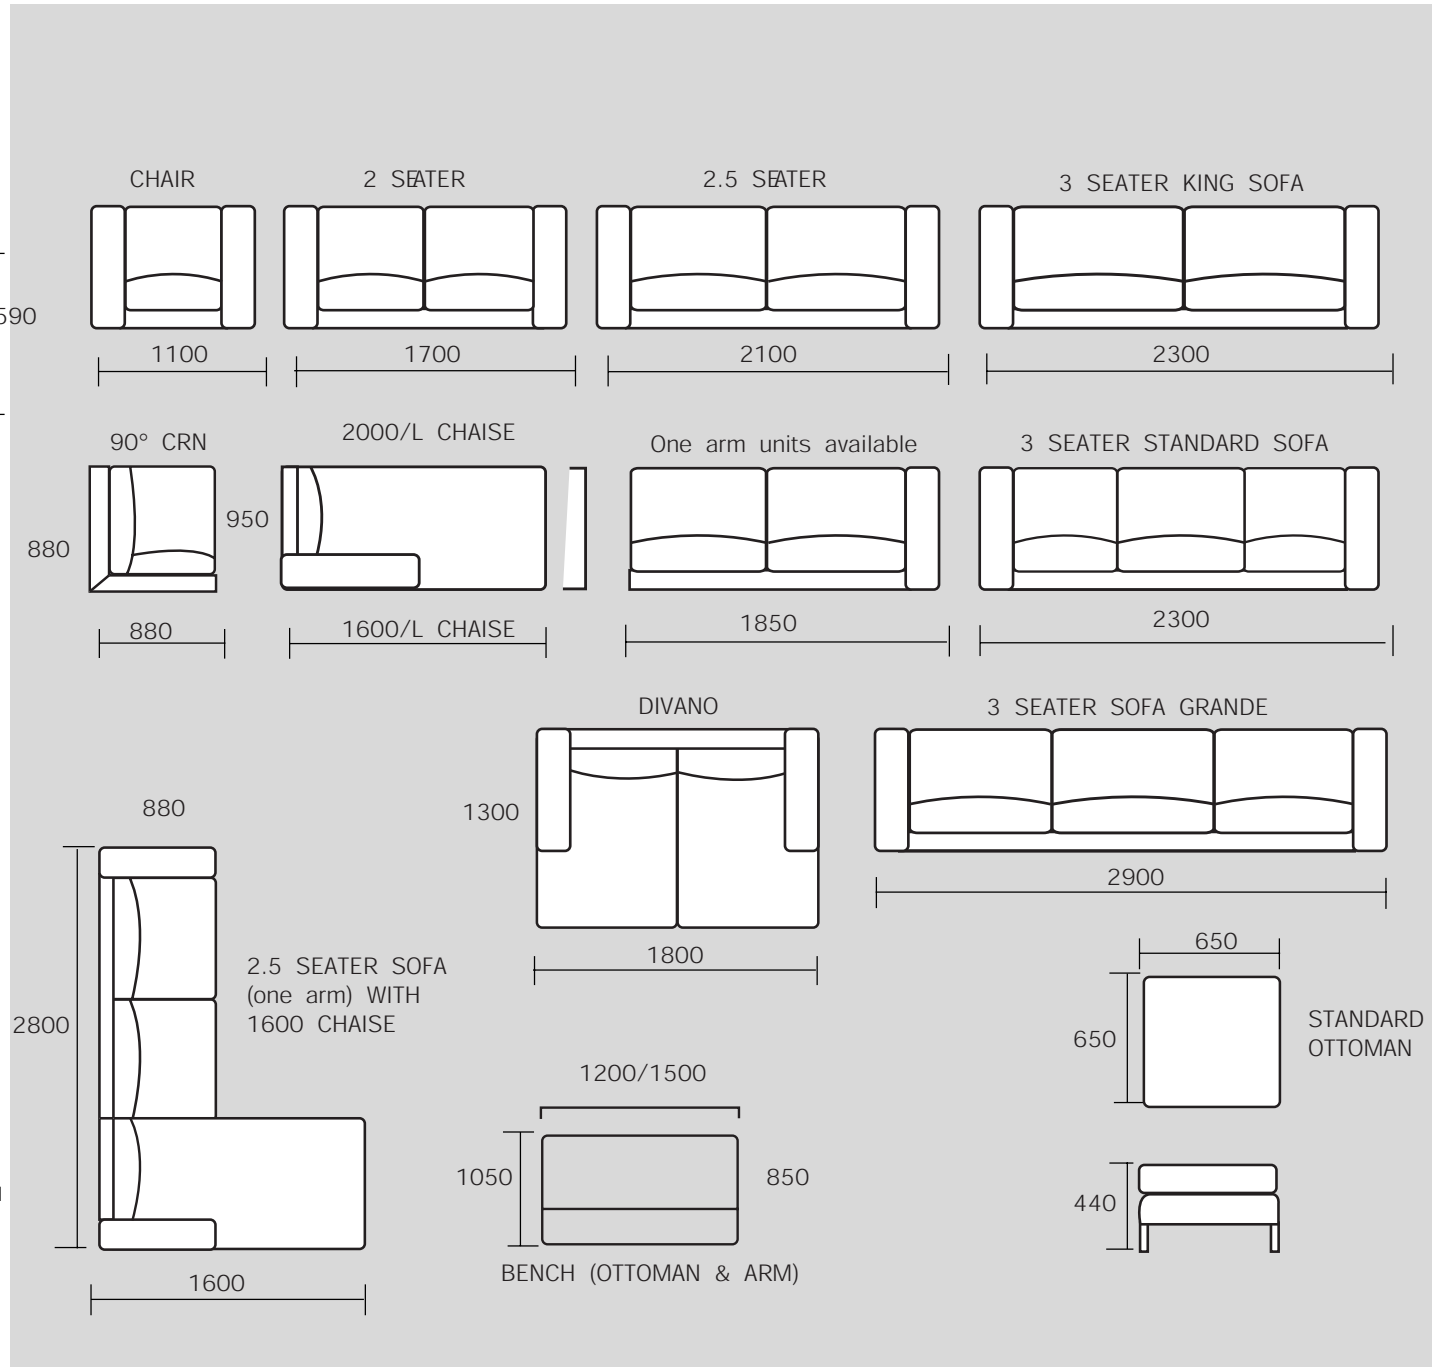 CHAIR
2 SEATER
2.5 SEATER
3 SEATER KING SOFA
590
1100
1700
2100
2300
90° CRN
2000/L CHAISE
One arm units available
3 SEATER STANDARD SOFA
880
950
880
1600/L CHAISE
1850
2300
DIVANO
3 SEATER SOFA GRANDE
880
1300
2900
2800
2.5 SEATER SOFA
(one arm) WITH
1600 CHAISE
1800
650
650
STANDARD
OTTOMAN
1200/1500
1050
850
440
BENCH (OTTOMAN & ARM)
1600